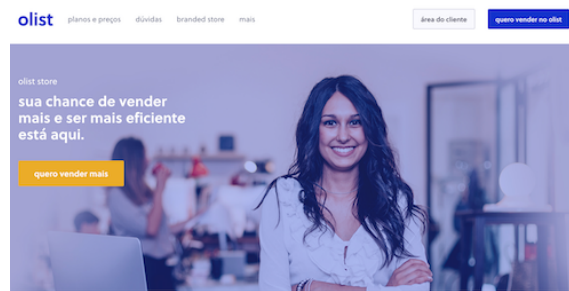 olist
planos e preços
dúvidas
branded store
mais
área do cliente
quero vender no olist
olist store
sua chance de vender
mais e ser mais eficiente
está aqui.
quero vender mais